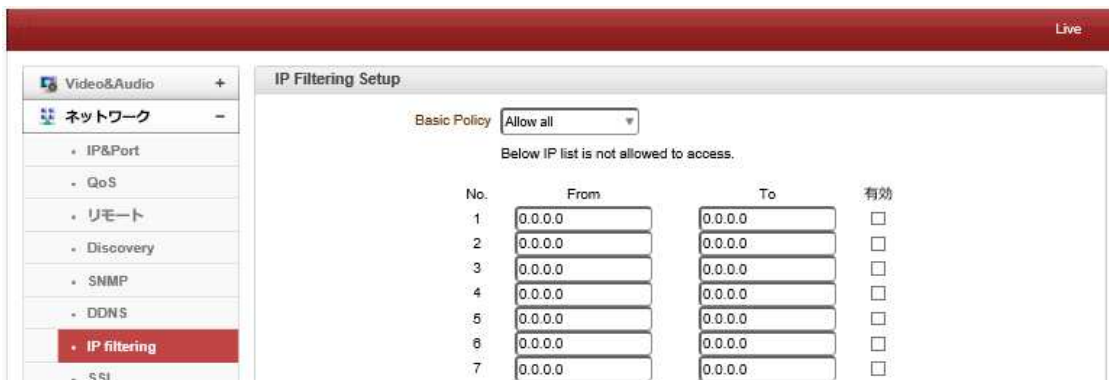 Live
Video&Audio +
ネットワーク -
IP&Port
QoS
リモート
Discovery
SNMP
DDNS
IP filtering
SSL
IP Filtering Setup
Basic Policy Allow all
Below IP list is not allowed to access.
No. From To 有効
1 0.0.0.0 0.0.0.0
2 0.0.0.0 0.0.0.0
3 0.0.0.0 0.0.0.0
4 0.0.0.0 0.0.0.0
5 0.0.0.0 0.0.0.0
6 0.0.0.0 0.0.0.0
7 0.0.0.0 0.0.0.0